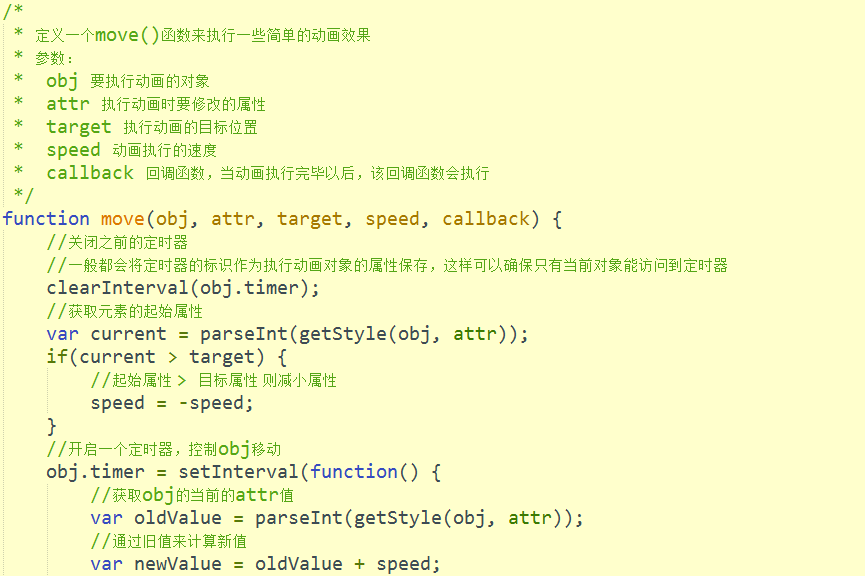 /*
 * 定义一个move()函数来执行一些简单的动画效果
 * 参数：
 *  obj 要执行动画的对象
 *  attr 执行动画时要修改的属性
 *  target 执行动画的目标位置
 *  speed 动画执行的速度
 *  callback 回调函数，当动画执行完毕以后，该回调函数会执行
 */
function move(obj, attr, target, speed, callback) {
    //关闭之前的定时器
    //一般都会将定时器的标识作为执行动画对象的属性保存，这样可以确保只有当前对象能访问到定时器
    clearInterval(obj.timer);
    //获取元素的起始属性
    var current = parseInt(getStyle(obj, attr));
    if(current > target) {
        //起始属性 > 目标属性 则减小属性
        speed = -speed;
    }
    //开启一个定时器，控制obj移动
    obj.timer = setInterval(function() {
        //获取obj的当前的attr值
        var oldValue = parseInt(getStyle(obj, attr));
        //通过旧值来计算新值
        var newValue = oldValue + speed;